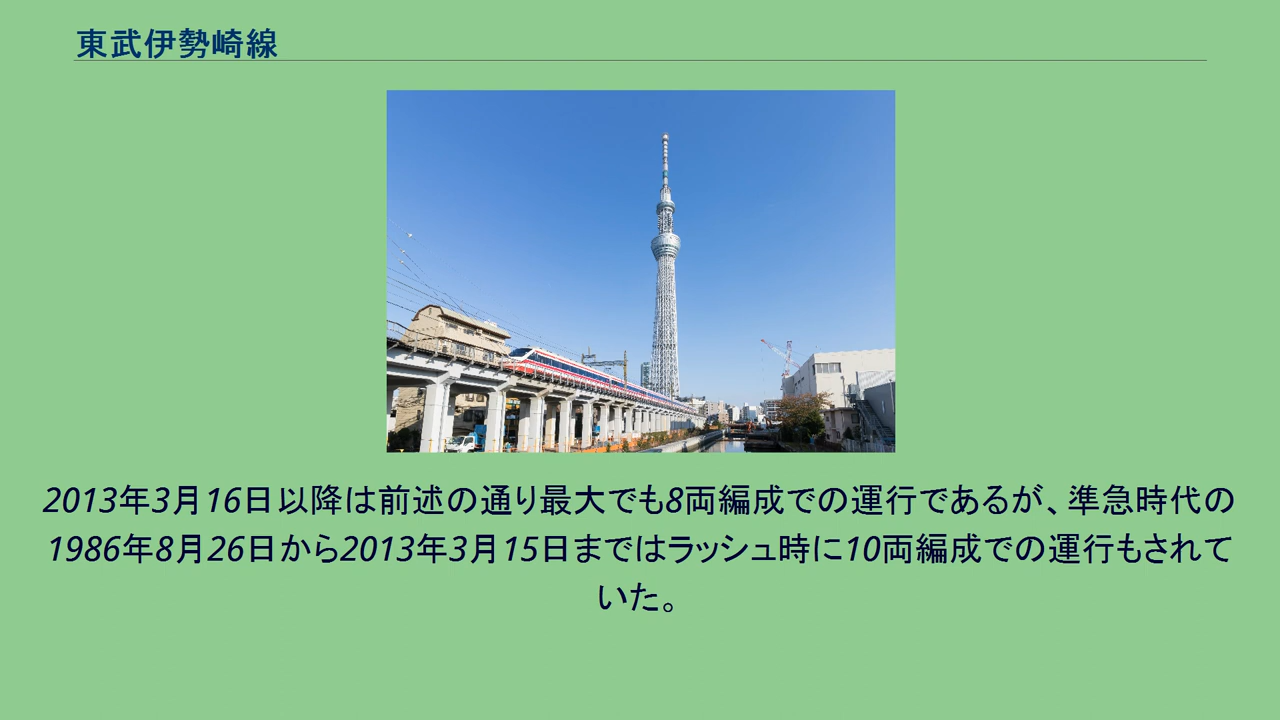 東武伊勢崎線
2013年3月16日以降は前述の通り最大でも8両編成での運行であるが、準急時代の
1986年8月26日から2013年3月15日まではラッシュ時に10両編成での運行もされて
いた。